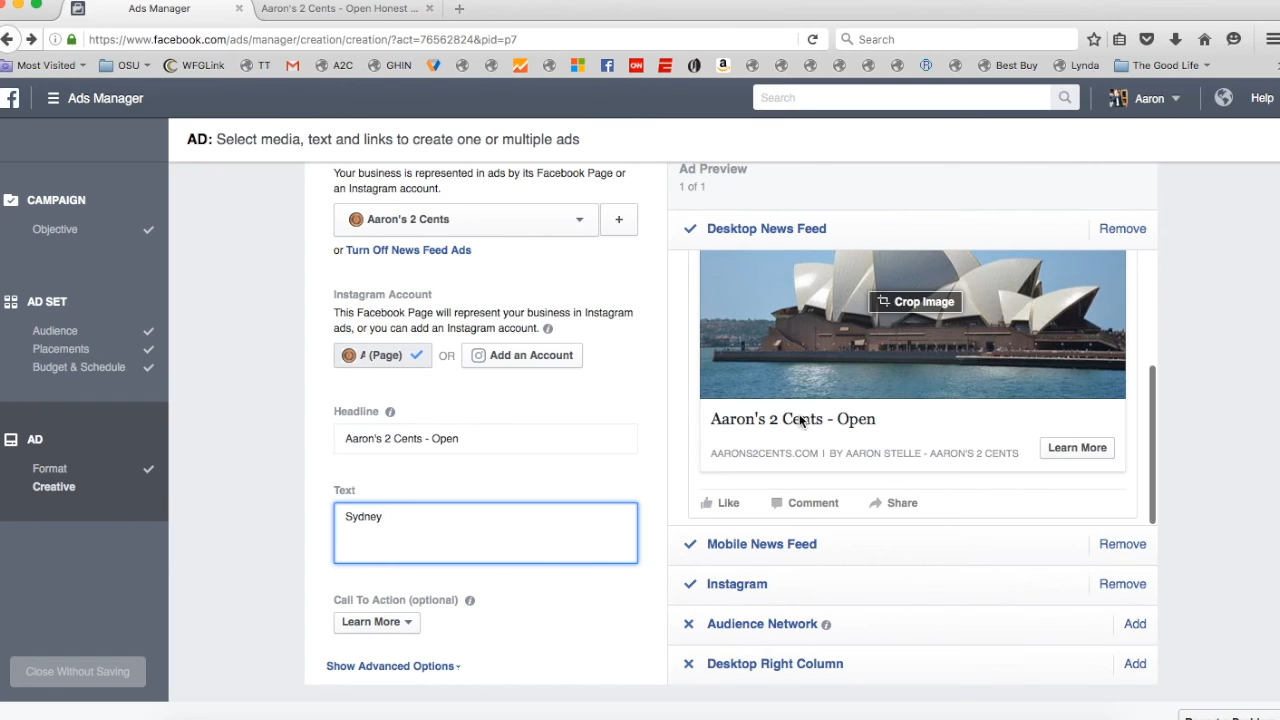 Ads Manager
Aaron's 2 Cents - Open Honest ...
https://www.facebook.com/ads/manager/creation/creation/?act=76562824&pid=p7
Search
Most Visited
OSU
WFGLink
TT
A2C
GHIN
Best Buy
Lynda
The Good Life
Ads Manager
Search
Aaron
Help
AD: Select media, text and links to create one or multiple ads
CAMPAIGN
Objective
AD SET
Audience
Placements
Budget & Schedule
AD
Format
Creative
Close Without Saving
Your business is represented in ads by its Facebook Page or
an Instagram account.
Aaron's 2 Cents
+
or Turn Off News Feed Ads
Instagram Account
This Facebook Page will represent your business in Instagram
ads, or you can add an Instagram account.
(Page)
OR
Add an Account
Headline
Aaron's 2 Cents - Open
Text
Sydney
Call To Action (optional)
Learn More
Show Advanced Options
Ad Preview
1 of 1
Desktop News Feed
Remove
Crop Image
Aaron's 2 Cents - Open
AARONS2CENTS.COM | BY AARON STELLE - AARON'S 2 CENTS
Learn More
Like
Comment
Share
Mobile News Feed
Remove
Instagram
Remove
Audience Network
Add
Desktop Right Column
Add